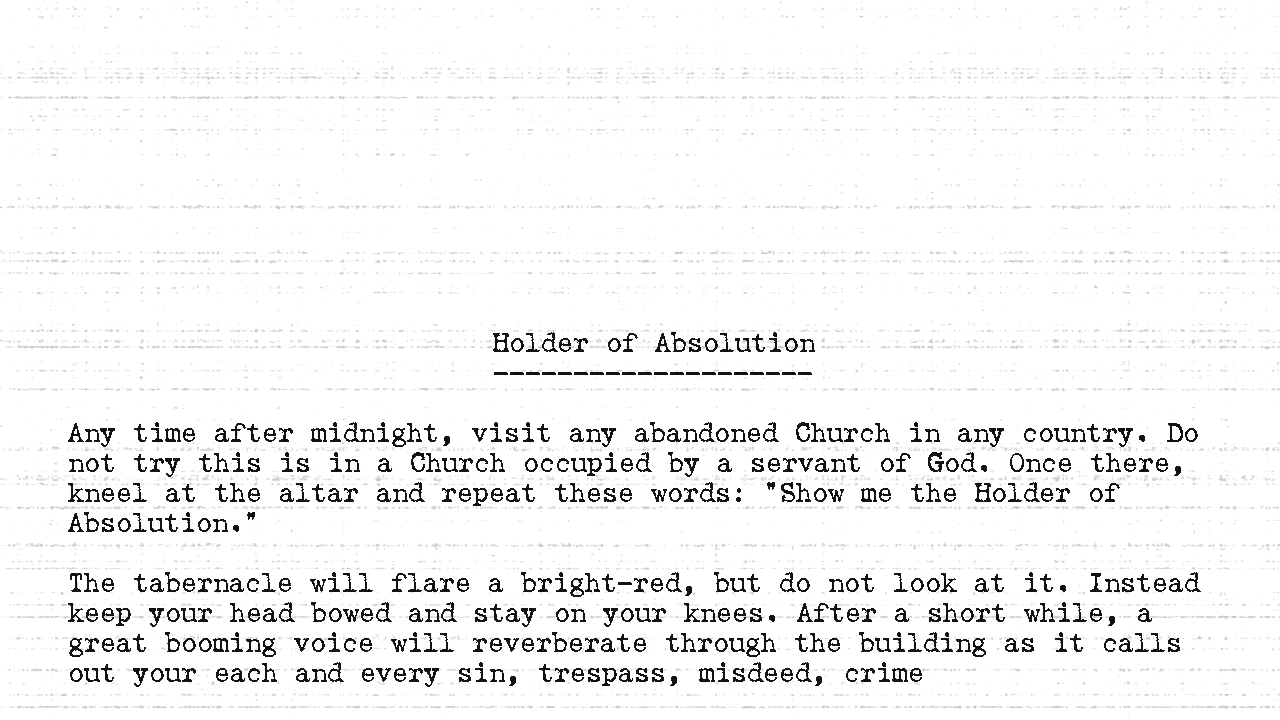 Holder of Absolution
--------------------
Any time after midnight, visit any abandoned Church in any country. Do
not try this is in a Church occupied by a servant of God. Once there,
kneel at the altar and repeat these words: "Show me the Holder of
Absolution."
The tabernacle will flare a bright-red, but do not look at it. Instead
keep your head bowed and stay on your knees. After a short while, a
great booming voice will reverberate through the building as it calls
out your each and every sin, trespass, misdeed, crime